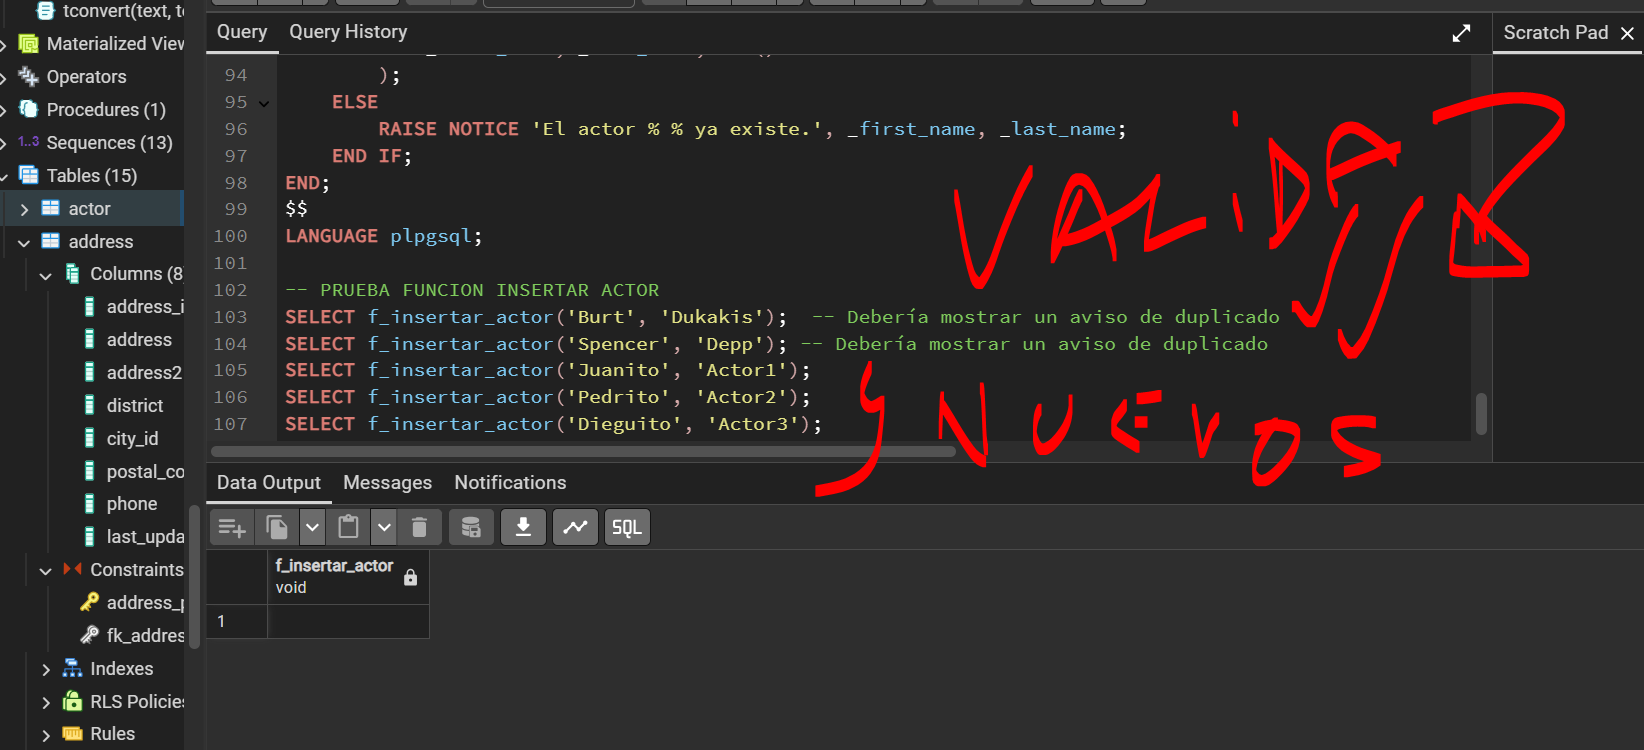 tconvert(text, t
Materialized Viev
Operators
Procedures (1)
1..3 Sequences (13)
Tables (15)
actor
address
Columns (8
address_i
address
address2
district
city_id
postal_co
phone
last_upda
Constraints
address_p
fk_addres
Indexes
RLS Policies
Rules
Query Query History
Scratch Pad
94 );
95 ELSE
96 RAISE NOTICE 'El actor % % ya existe.', _first_name, _last_name;
97 END IF;
98 END;
99 $$
100 LANGUAGE plpgsql;
101
102 -- PRUEBA FUNCION INSERTAR ACTOR
103 SELECT f_insertar_actor('Burt', 'Dukakis');  -- Debería mostrar un aviso de duplicado
104 SELECT f_insertar_actor('Spencer', 'Depp'); -- Debería mostrar un aviso de duplicado
105 SELECT f_insertar_actor('Juanito', 'Actor1');
106 SELECT f_insertar_actor('Pedrito', 'Actor2');
107 SELECT f_insertar_actor('Dieguito', 'Actor3');
VALiDAR
y NUEVOS
Data Output Messages Notifications
SQL
f_insertar_actor
void
1